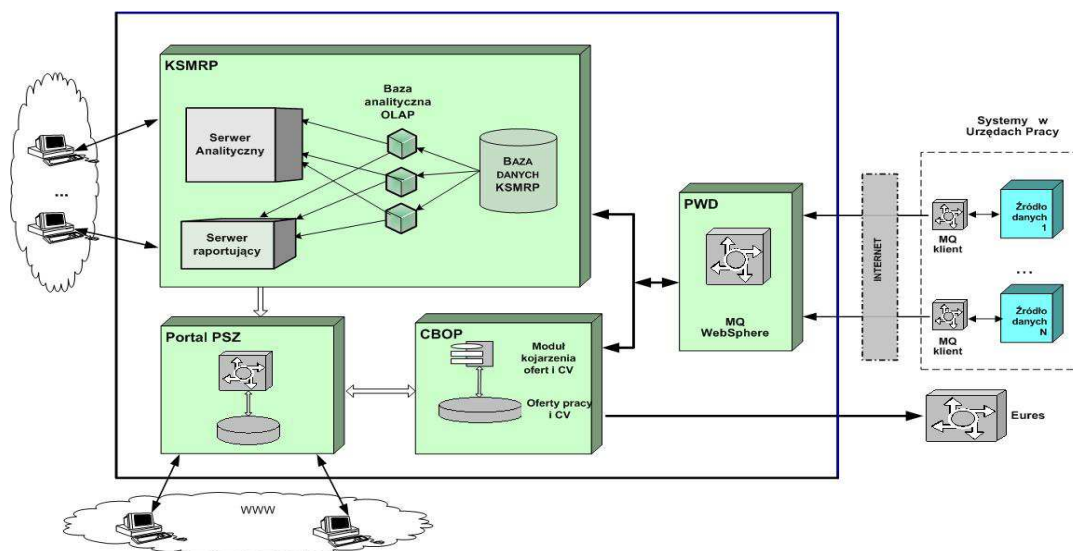 KSMRP
Baza
analityczna
OLAP
Serwer
Analityczny
BAZA
DANYCH
KSMRP
Serwer
raportujący
...
PWD
MQ
WebSphere
INTERNET
Systemy w
Urzędach Pracy
MQ
klient
Źródło
danych
1
...
MQ
klient
Źródło
danych
N
Portal PSZ
CBOP
Moduł
kojarzenia
ofert i CV
Oferty pracy
i CV
Eures
WWW